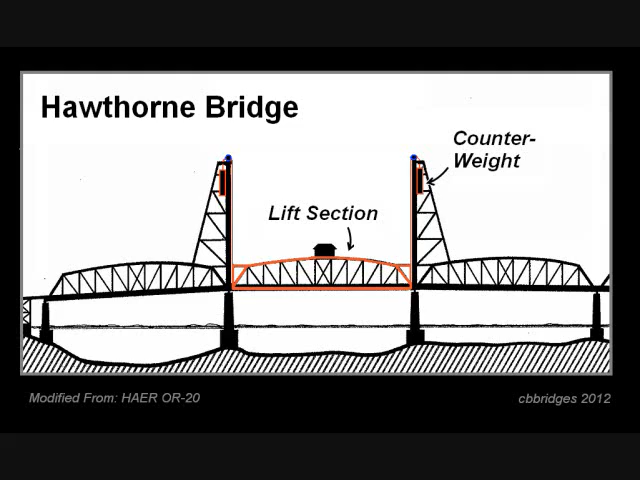 Hawthorne Bridge
Counter-
Weight
Lift Section
Modified From: HAER OR-20
cbbridges 2012